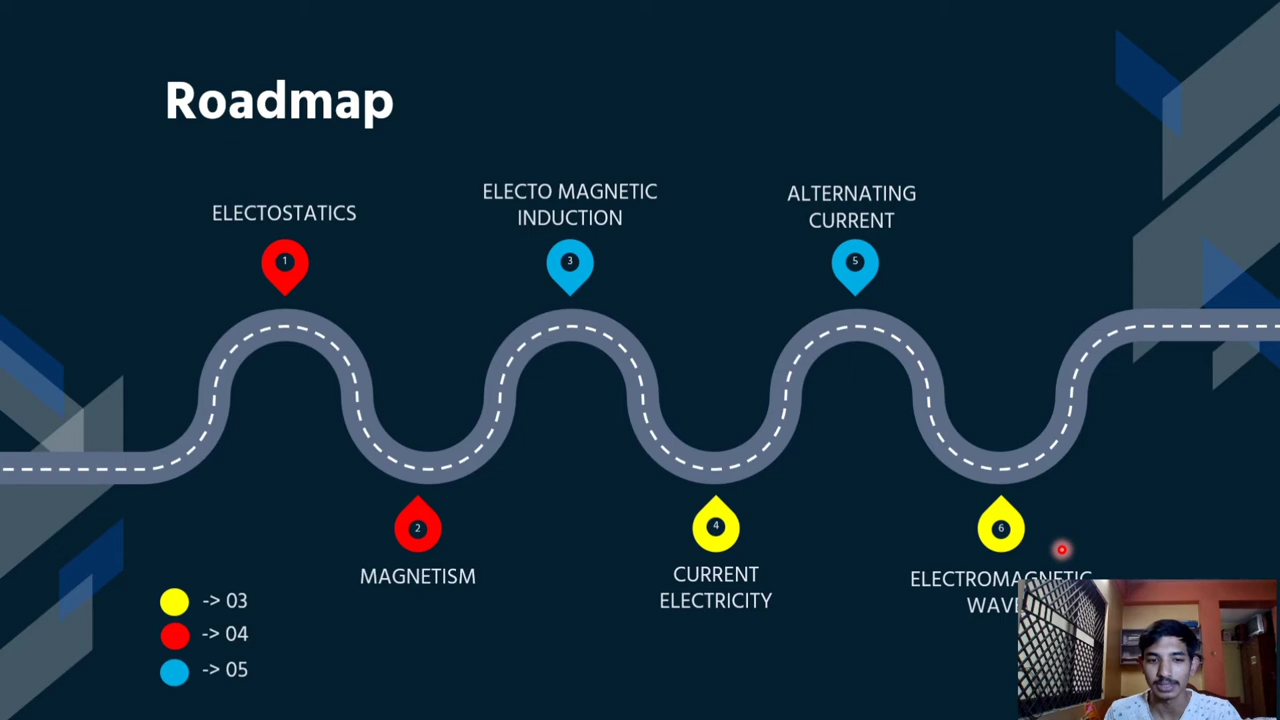 Roadmap
ELECTOSTATICS
1
ELECTO MAGNETIC
INDUCTION
3
ALTERNATING
CURRENT
5
2
MAGNETISM
4
CURRENT
ELECTRICITY
6
ELECTROMAGNETIC
-> 03
-> 04
-> 05